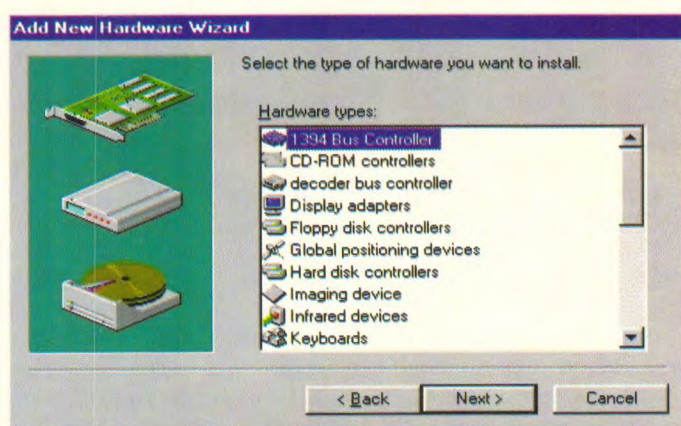 Add New Hardware Wizard
Select the type of hardware you want to install.
Hardware types:
1394 Bus Controller
CD-ROM controllers
decoder bus controller
Display adapters
Floppy disk controllers
Global positioning devices
Hard disk controllers
Imaging device
Infrared devices
Keyboards
< Back
Next >
Cancel